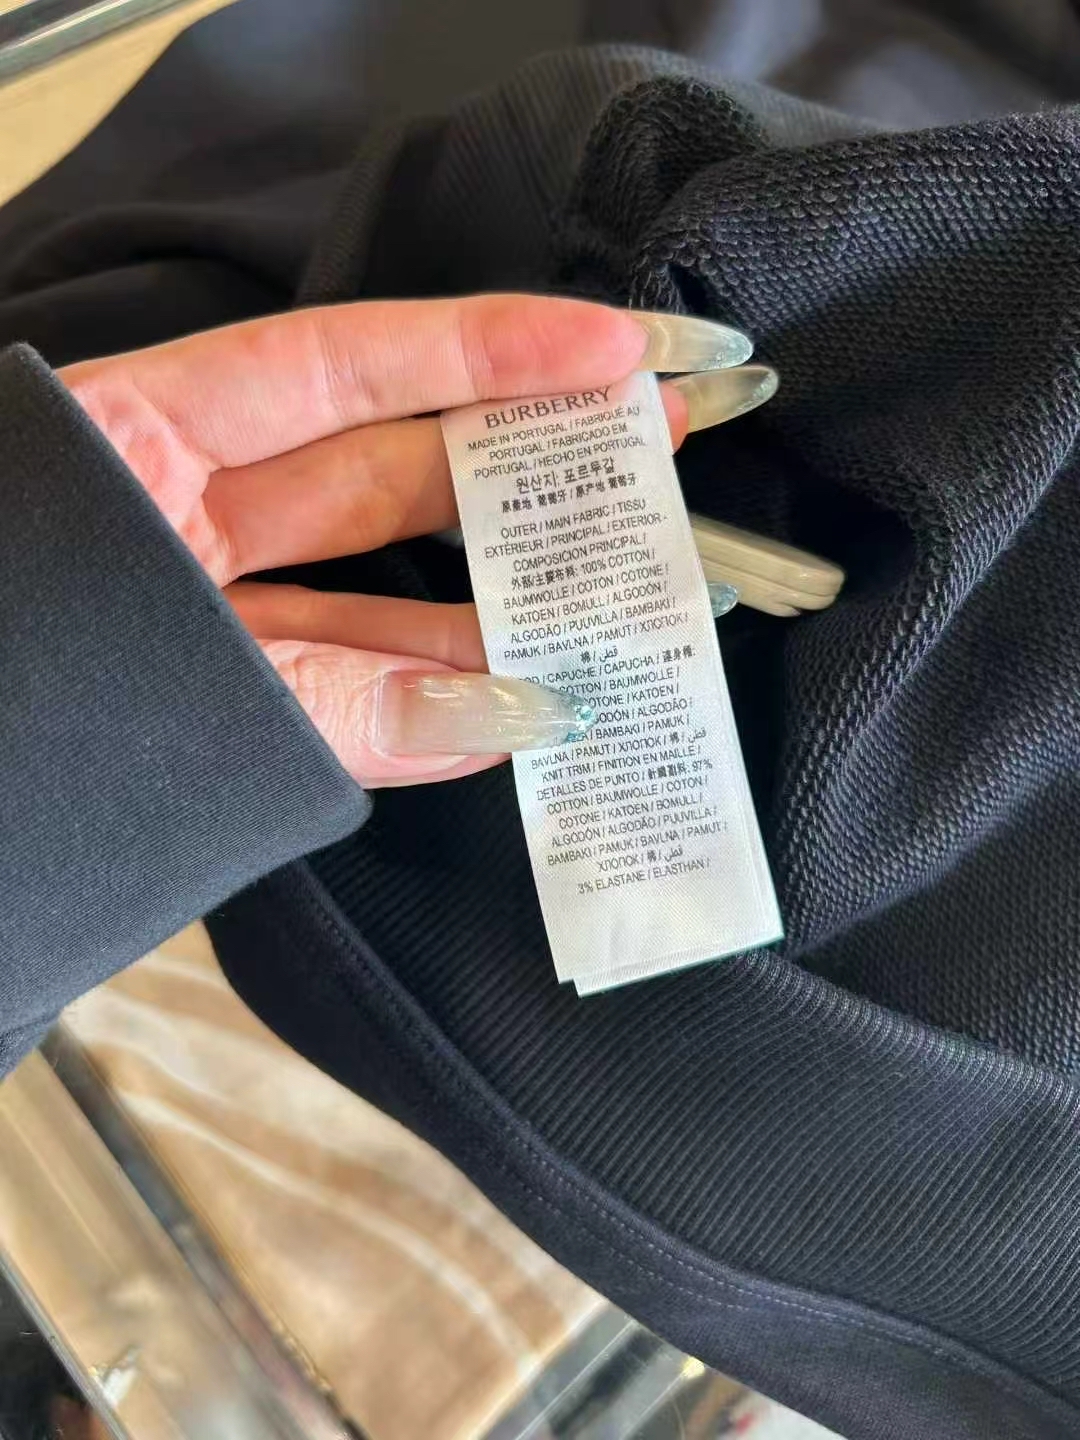 BURBERRY
MADE IN PORTUGAL / FABRIQUÉ AU
PORTUGAL / FABRICADO EM
PORTUGAL / HECHO EN PORTUGAL
원산지: 포르투갈
原產地 葡萄牙 / 原产地 葡萄牙
OUTER / MAIN FABRIC / TISSU
EXTÉRIEUR / PRINCIPAL / EXTERIOR -
COMPOSICION PRINCIPAL /
外部/主要布料: 100% COTTON /
BAUMWOLLE / COTON / COTONE /
KATOEN / BOMULL / ALGODÓN /
ALGODÃO / PUUVILLA / BAMBAKI /
PAMUK / BAVLNA / PAMUT / ХЛОПОК /
棉 / قطن
/ CAPUCHE / CAPUCHA / 連身帽:
COTTON / BAUMWOLLE /
COTONE / KATOEN /
ALGODÃO /
/ BAMBAKI / PAMUK /
BAVLNA / PAMUT / ХЛОПОК / 棉 / قطن
KNIT TRIM / FINITION EN MAILLE /
DETALLES DE PUNTO / 針織副料: 97%
COTTON / BAUMWOLLE / COTON /
COTONE / KATOEN / BOMULL /
ALGODÓN / ALGODÃO / PUUVILLA /
BAMBAKI / PAMUK / BAVLNA / PAMUT /
ХЛОПОК / 棉 / قطن
3% ELASTANE / ELASTHAN /